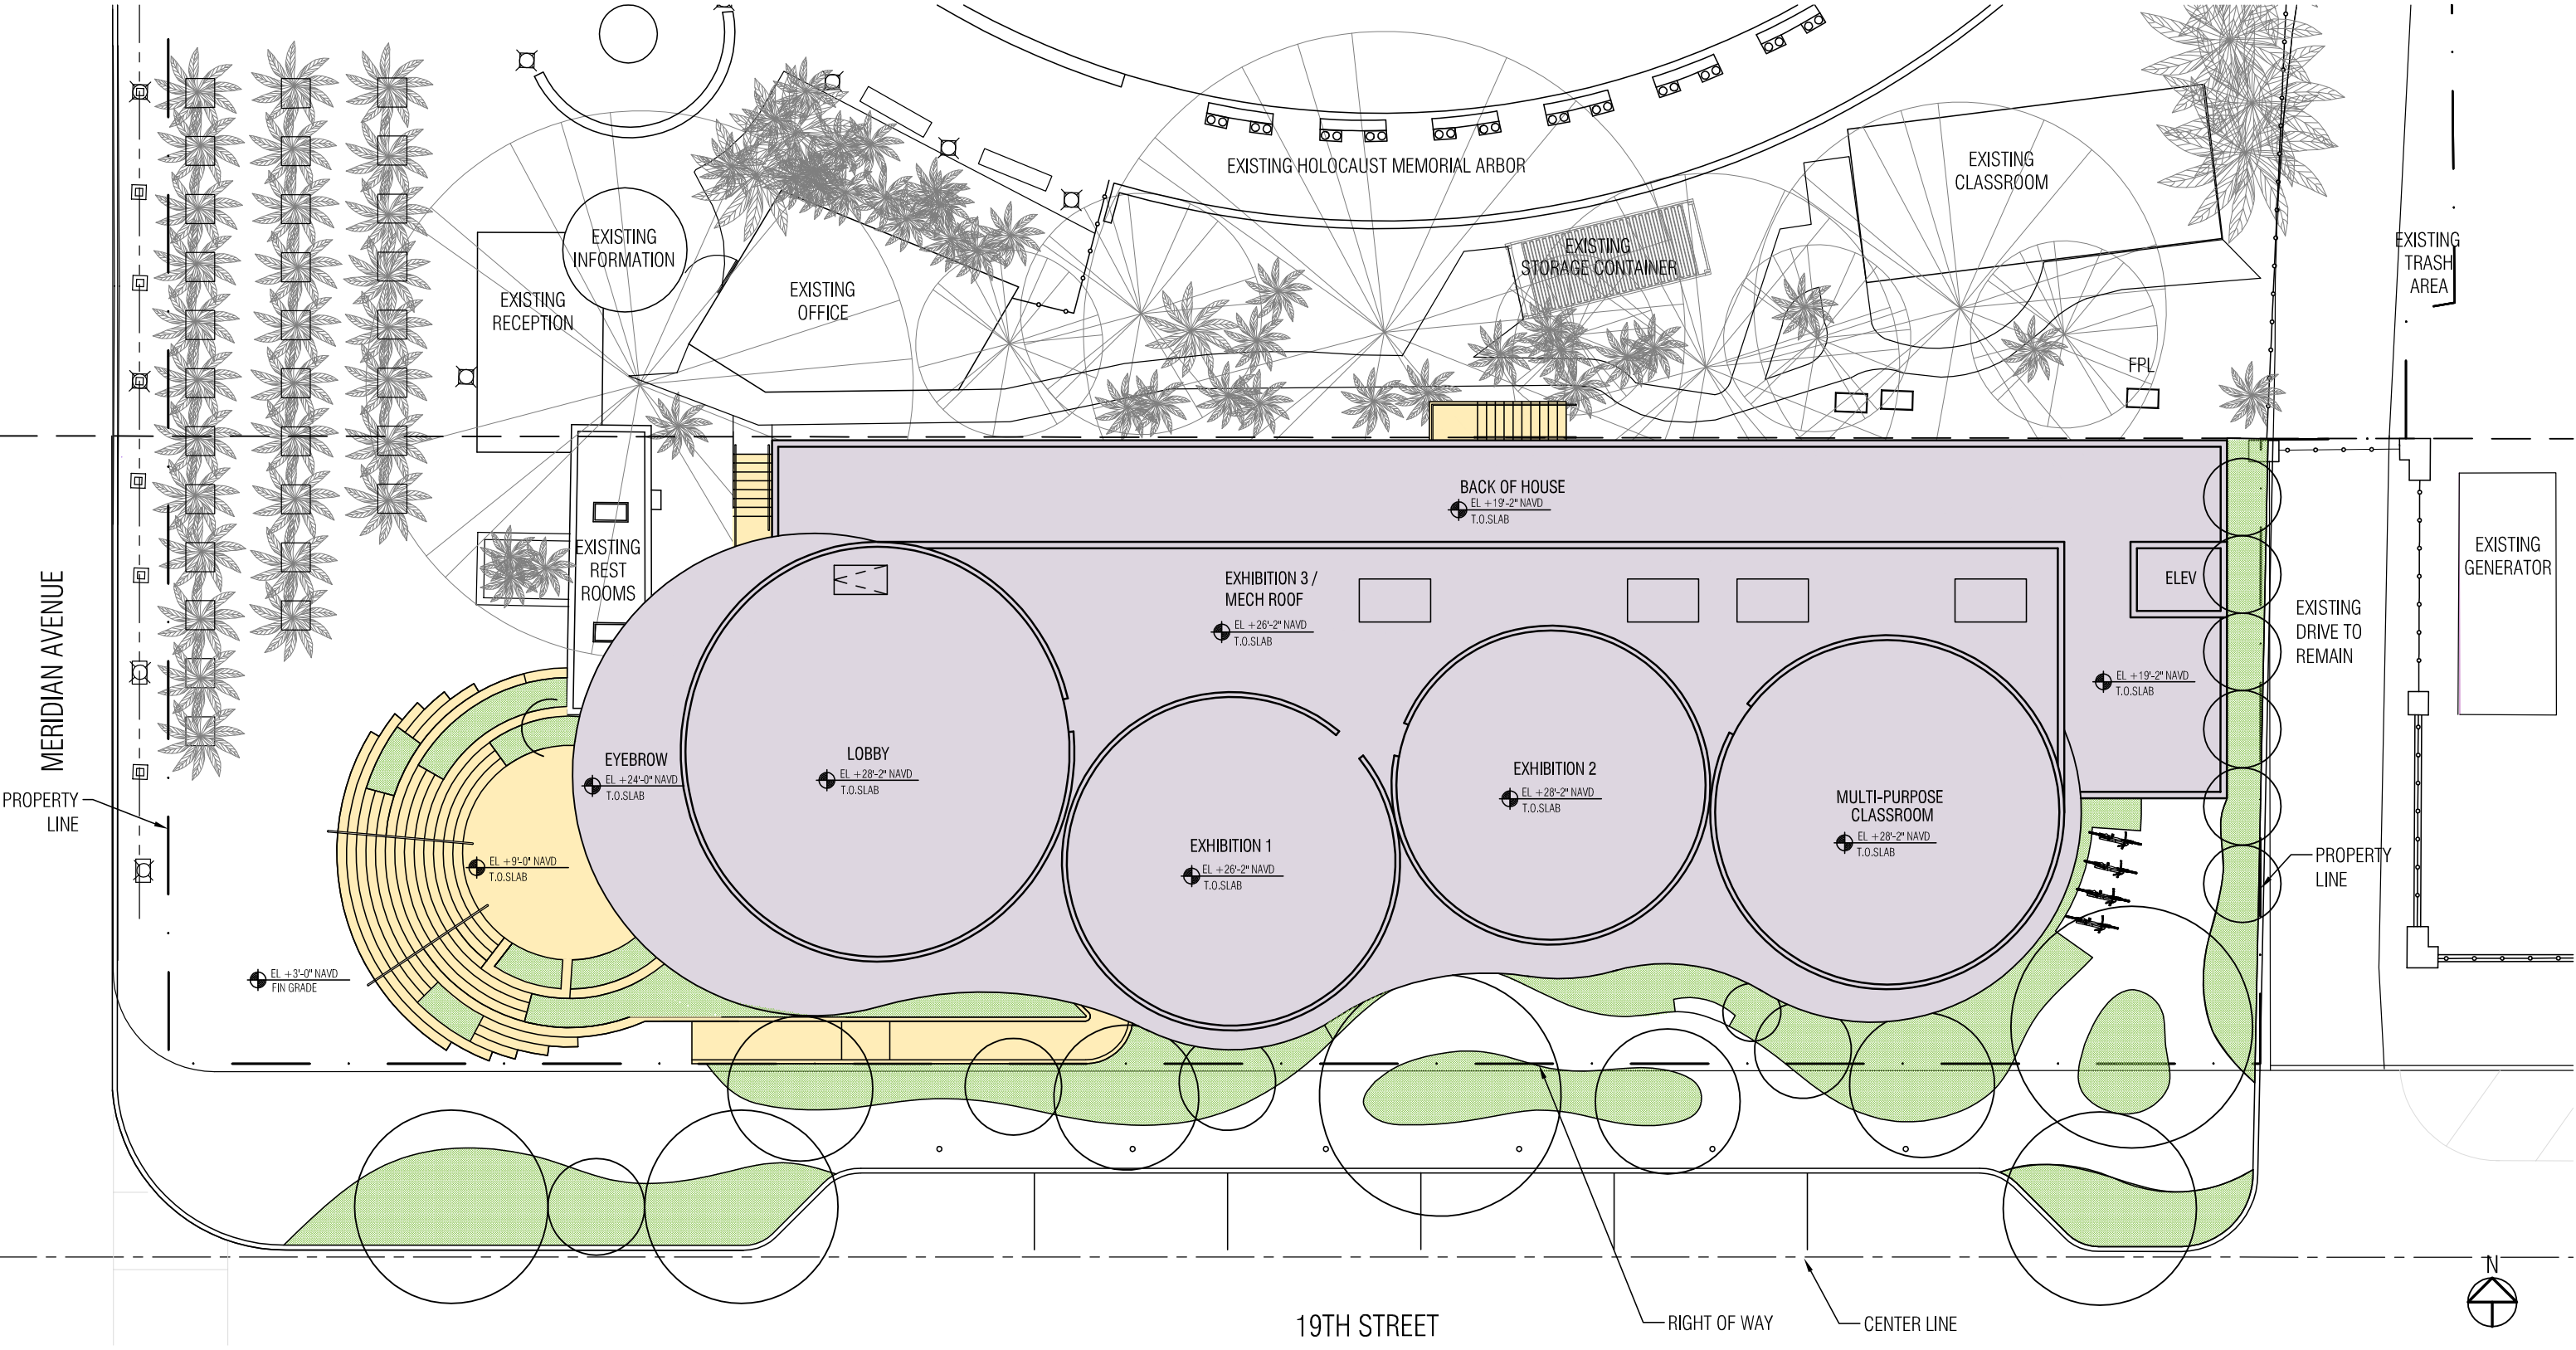 EXISTING HOLOCAUST MEMORIAL ARBOR
EXISTING
CLASSROOM
EXISTING
INFORMATION
EXISTING
STORAGE CONTAINER
EXISTING
TRASH
AREA
EXISTING
RECEPTION
EXISTING
OFFICE
FPL
BACK OF HOUSE
EL +19'-2" NAVD
T.O.SLAB
EXISTING
REST
ROOMS
EXHIBITION 3 /
MECH ROOF
EL +26'-2" NAVD
T.O.SLAB
ELEV
EXISTING
GENERATOR
EXISTING
DRIVE TO
REMAIN
MERIDIAN AVENUE
EL +19'-2" NAVD
T.O.SLAB
EYEBROW
EL +24'-0" NAVD
T.O.SLAB
LOBBY
EL +28'-2" NAVD
T.O.SLAB
EXHIBITION 2
EL +28'-2" NAVD
T.O.SLAB
MULTI-PURPOSE
CLASSROOM
EL +28'-2" NAVD
T.O.SLAB
PROPERTY
LINE
EXHIBITION 1
EL +26'-2" NAVD
T.O.SLAB
EL +9'-0" NAVD
T.O.SLAB
PROPERTY
LINE
EL +3'-0" NAVD
FIN GRADE
N
19TH STREET
RIGHT OF WAY
CENTER LINE